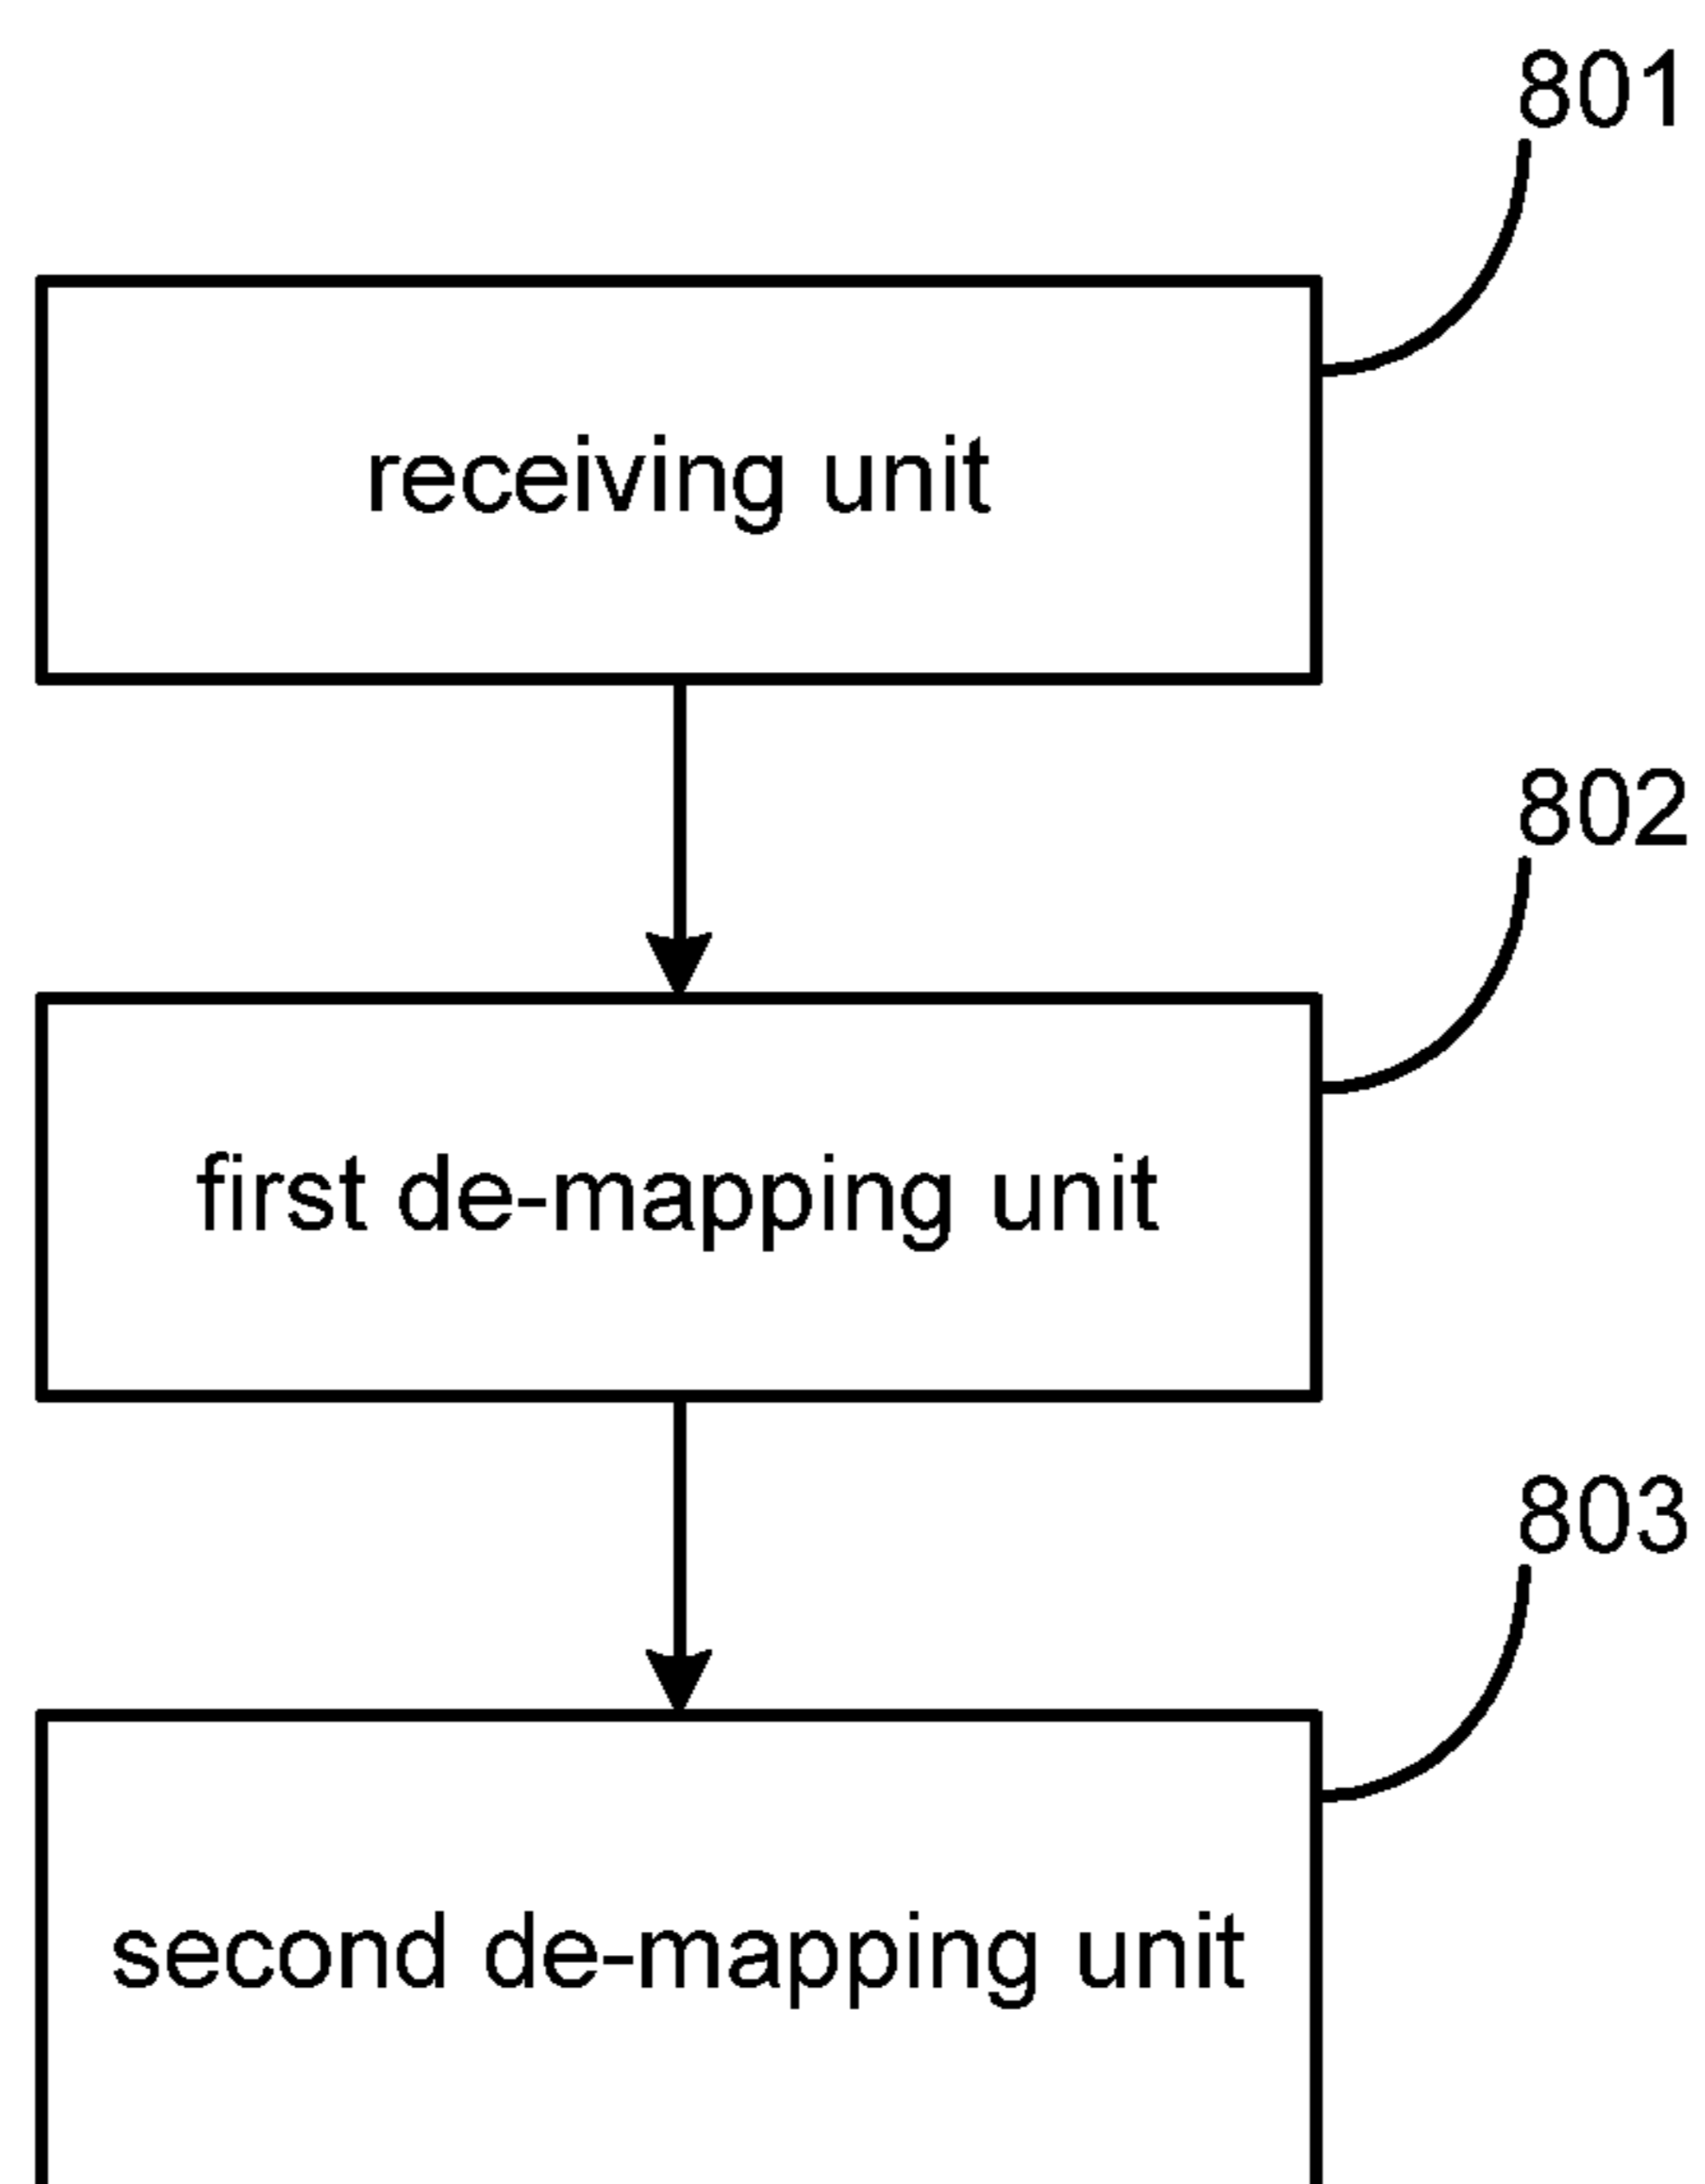 801
receiving unit
802
first de-mapping unit
803
second de-mapping unit